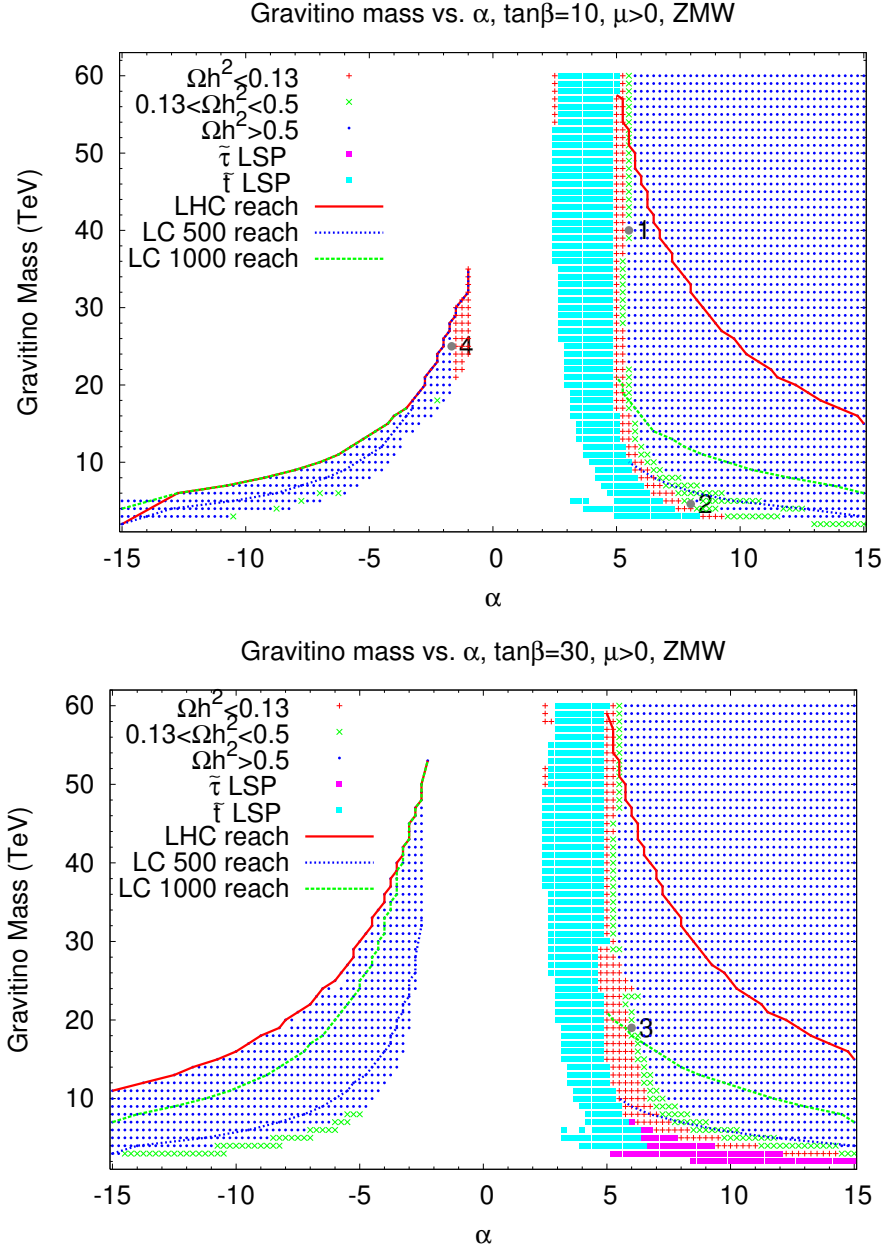 Gravitino mass vs. α, tanβ=10, μ>0, ZMW
Gravitino Mass (TeV)
60
50
40
30
20
10
Ωh²<0.13
0.13<Ωh²<0.5
Ωh²>0.5
τ̃ LSP
t̃ LSP
LHC reach
LC 500 reach
LC 1000 reach
1
4
2
-15 -10 -5 0 5 10 15
α
Gravitino mass vs. α, tanβ=30, μ>0, ZMW
Gravitino Mass (TeV)
60
50
40
30
20
10
Ωh²<0.13
0.13<Ωh²<0.5
Ωh²>0.5
τ̃ LSP
t̃ LSP
LHC reach
LC 500 reach
LC 1000 reach
3
-15 -10 -5 0 5 10 15
α